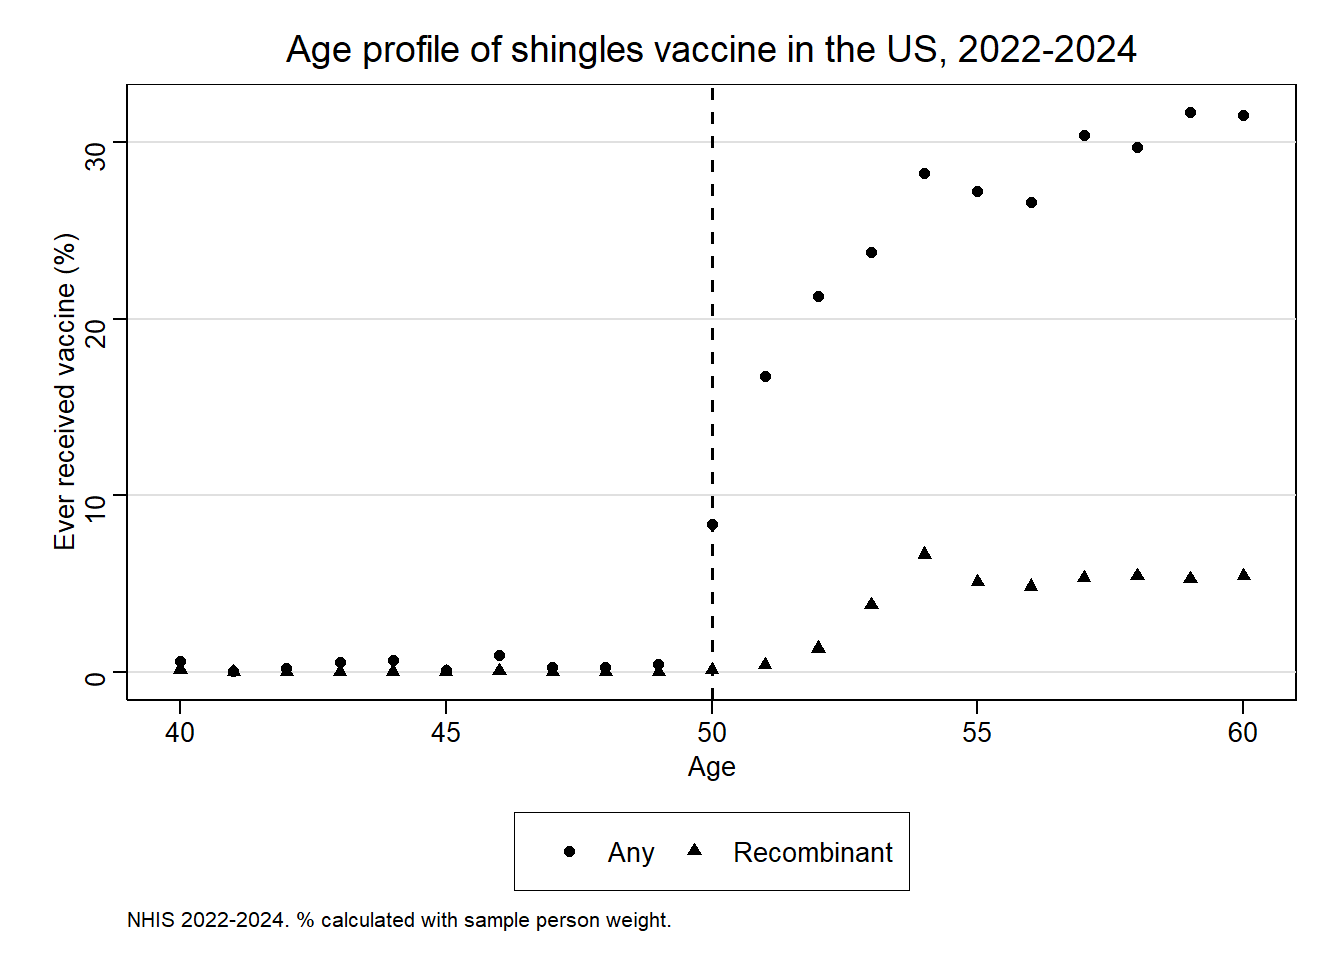 Age profile of shingles vaccine in the US, 2022-2024
Ever received vaccine (%)
30
20
10
0
40 45 50 55 60
Age
Any Recombinant
NHIS 2022-2024. % calculated with sample person weight.